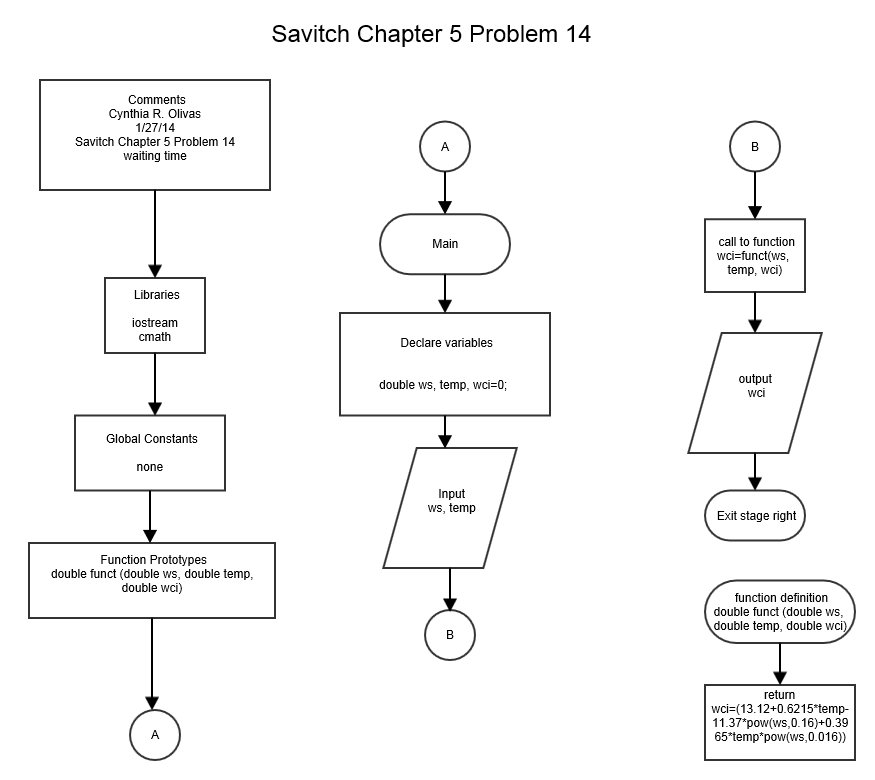 Savitch Chapter 5 Problem 14
Comments
Cynthia R. Olivas
1/27/14
Savitch Chapter 5 Problem 14
waiting time
Libraries
iostream
cmath
Global Constants
none
Function Prototypes
double funct (double ws, double temp,
double wci)
A
A
Main
Declare variables
double ws, temp, wci=0;
Input
ws, temp
B
B
call to function
wci=funct(ws,
temp, wci)
output
wci
Exit stage right
function definition
double funct (double ws,
double temp, double wci)
return
wci=(13.12+0.6215*temp-
11.37*pow(ws,0.16)+0.39
65*temp*pow(ws,0.016))